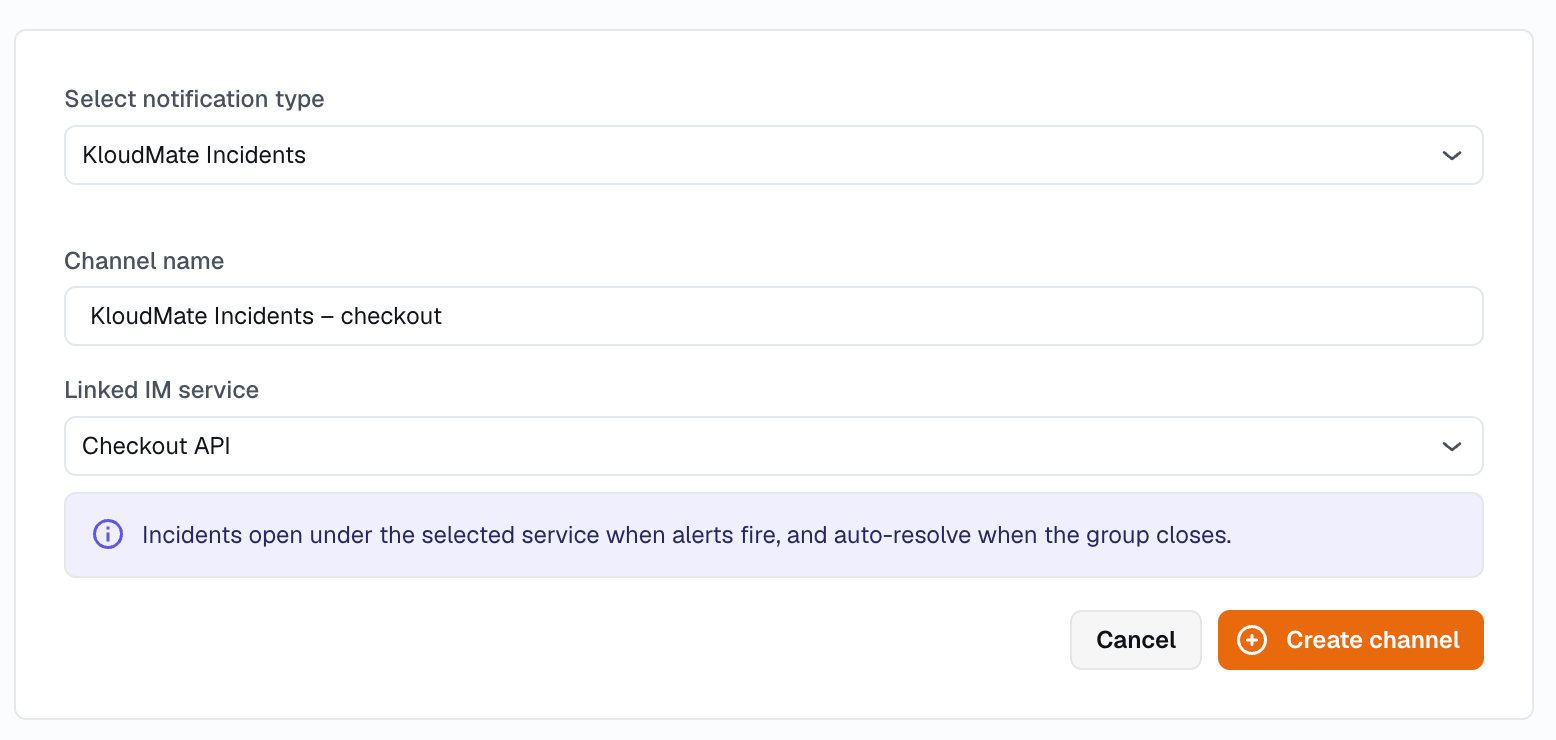 Select notification type
KloudMate Incidents
Channel name
KloudMate Incidents – checkout
Linked IM service
Checkout API
Incidents open under the selected service when alerts fire, and auto-resolve when the group closes.
Cancel
Create channel